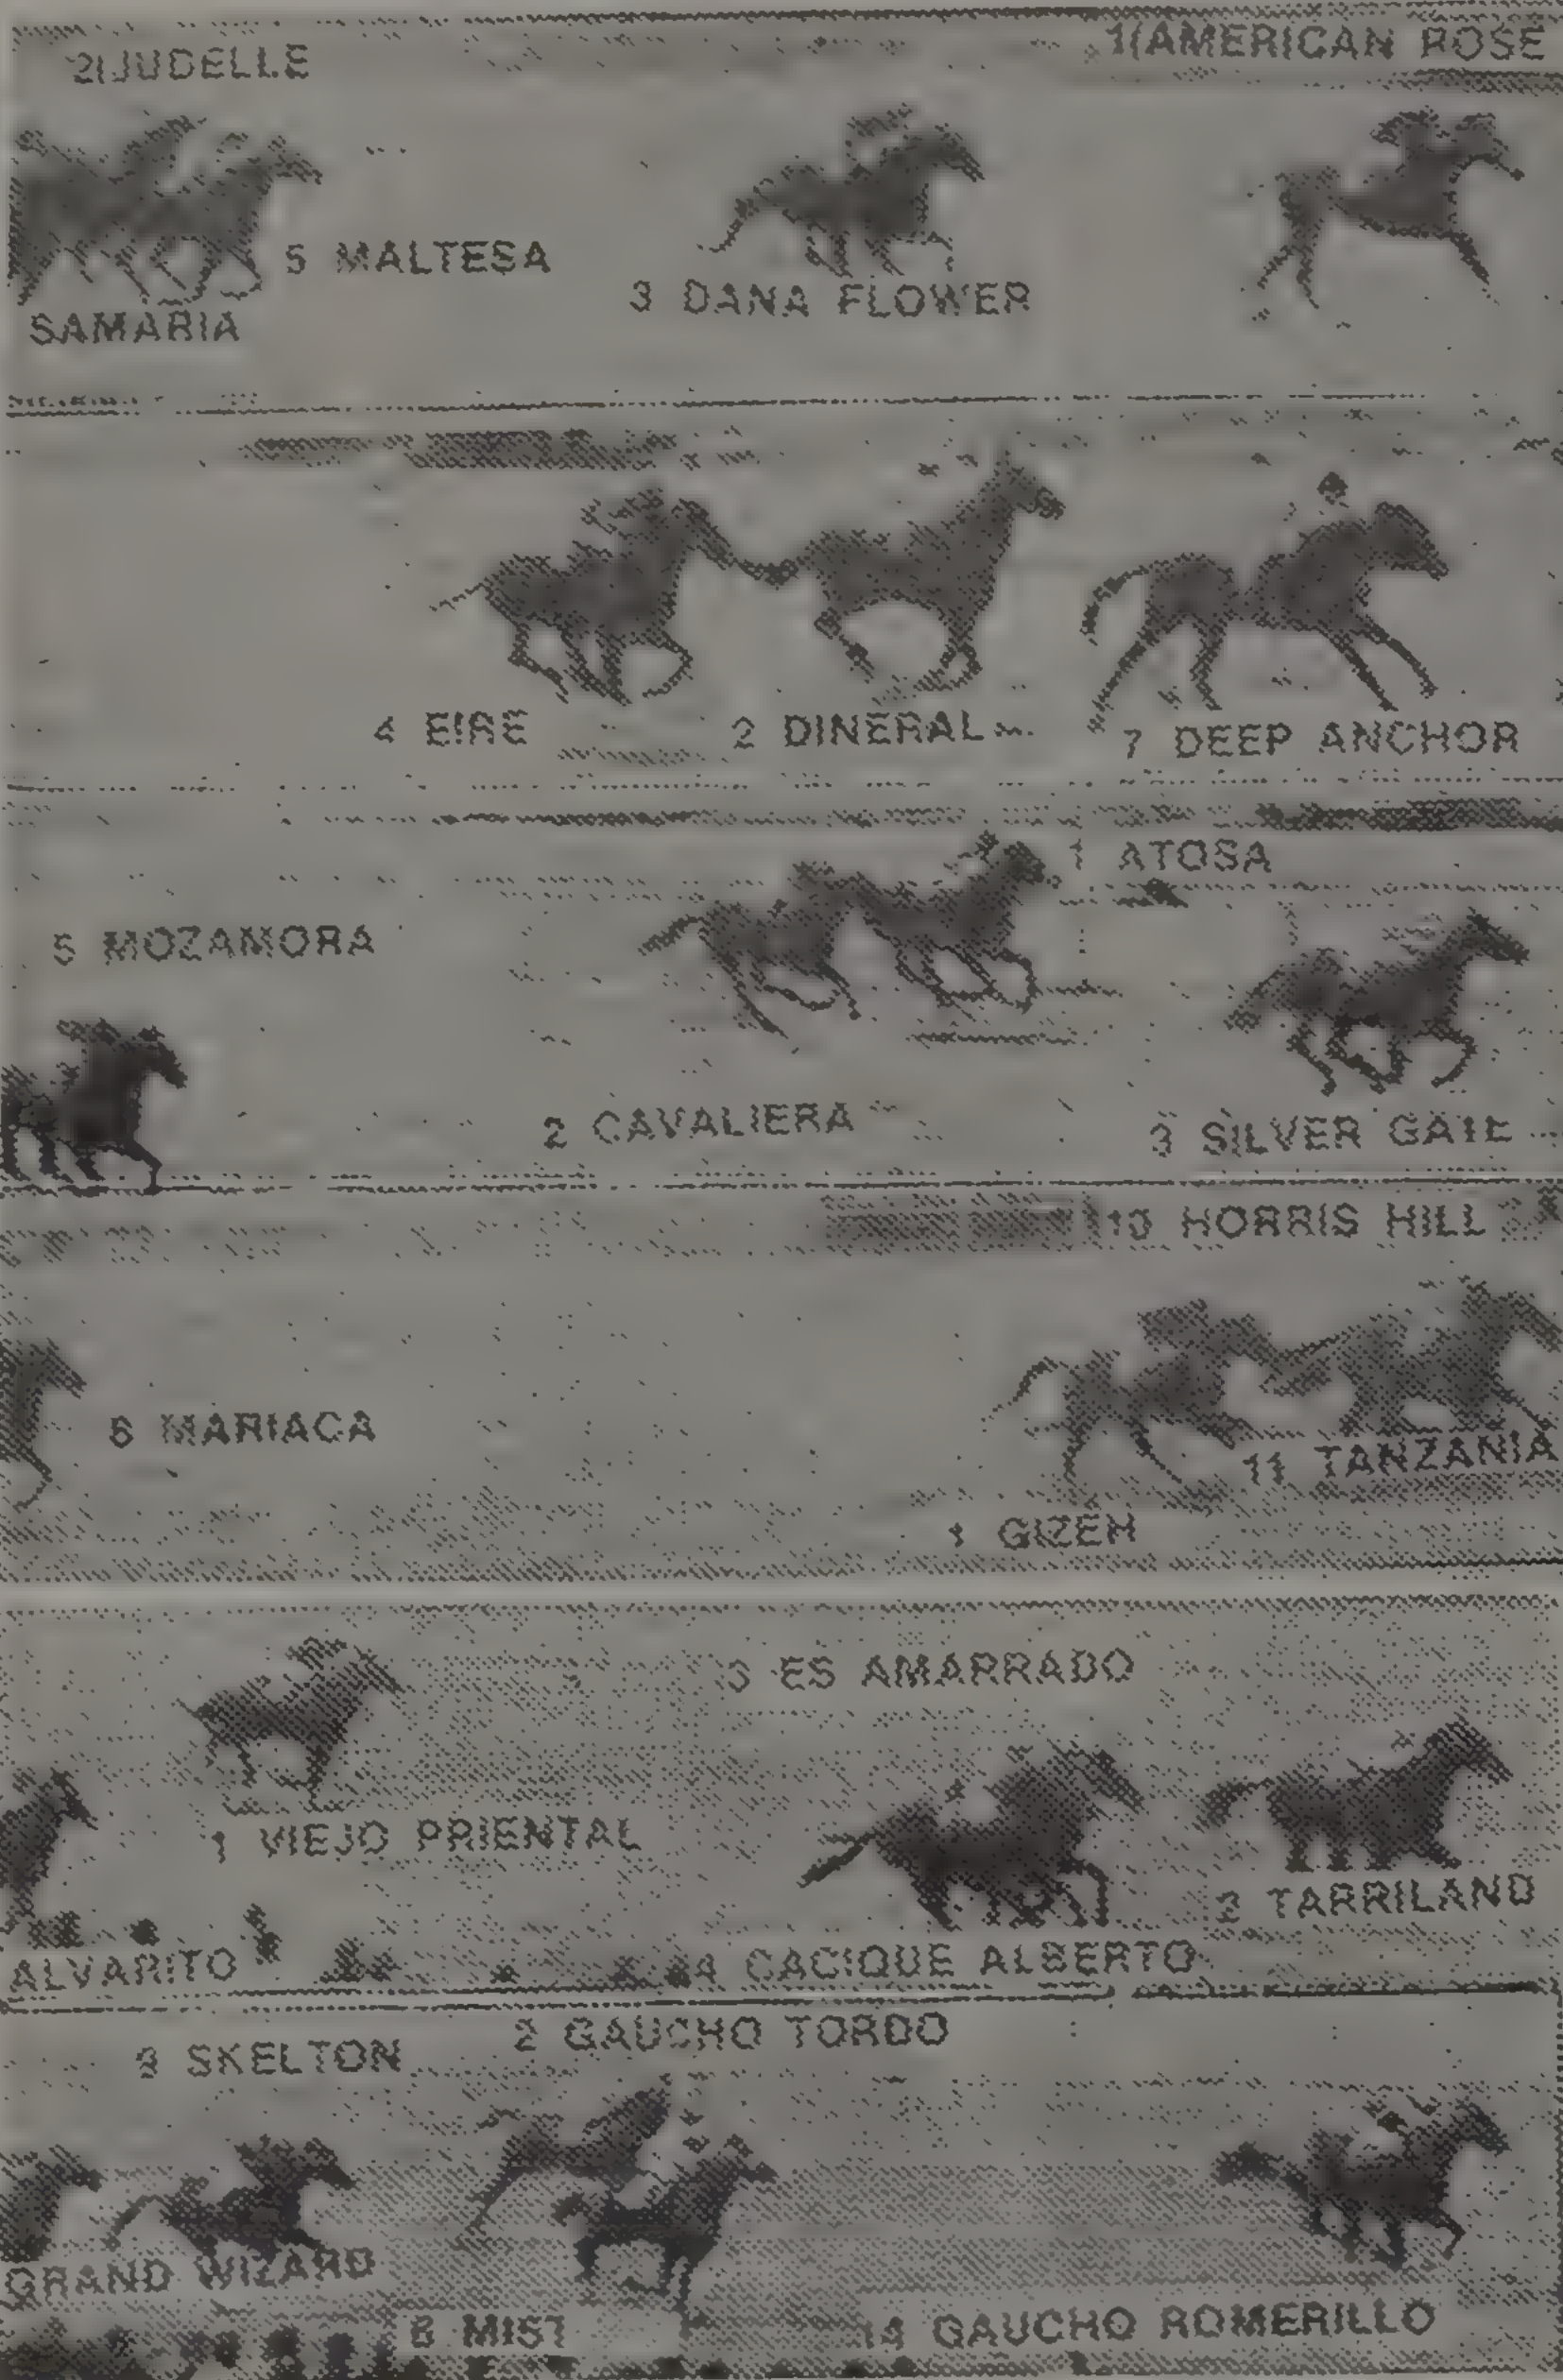 2 JUDELLE
1 AMERICAN ROSE
5 MALTESA
3 DANA FLOWER
SAMARIA
4 EIRE
2 DINERAL
7 DEEP ANCHOR
1 ATOSA
5 MOZAMORA
2 CAVALIERA
3 SILVER GATE
10 HORRIS HILL
6 MARIACA
11 TANZANIA
1 GIZEH
3 ES AMARRADO
1 VIEJO PRIENTAL
2 TARRILAND
ALVARITO
4 CACIQUE ALBERTO
2 GAUCHO TORDO
SKELTON
GRAND WIZARD
8 MIST
14 GAUCHO ROMERILLO